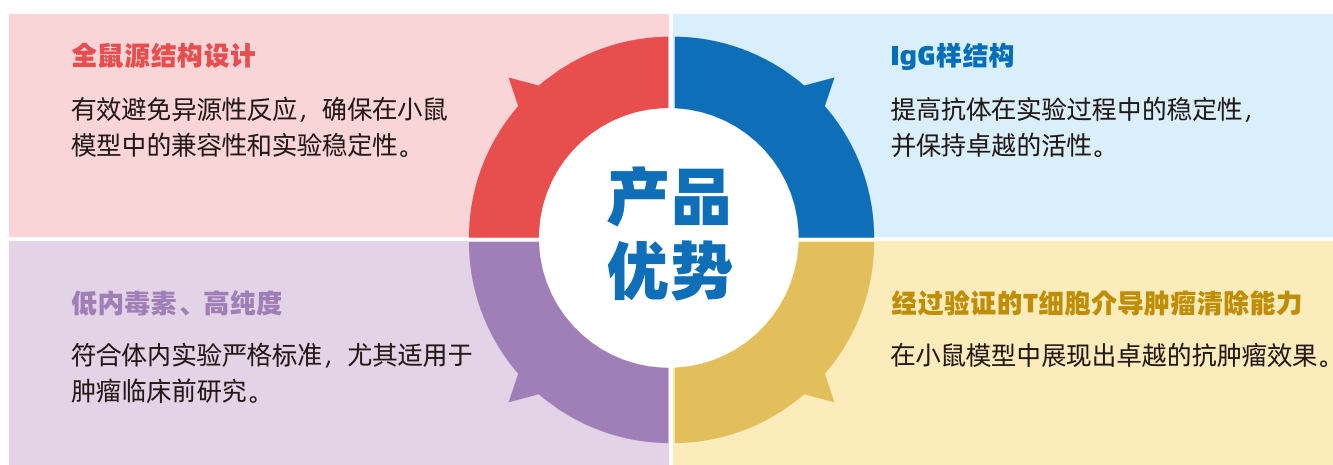 全鼠源结构设计
有效避免异源性反应，确保在小鼠
模型中的兼容性和实验稳定性。
IgG样结构
提高抗体在实验过程中的稳定性，
并保持卓越的活性。
产品
优势
低内毒素、高纯度
符合体内实验严格标准，尤其适用于
肿瘤临床前研究。
经过验证的T细胞介导肿瘤清除能力
在小鼠模型中展现出卓越的抗肿瘤效果。